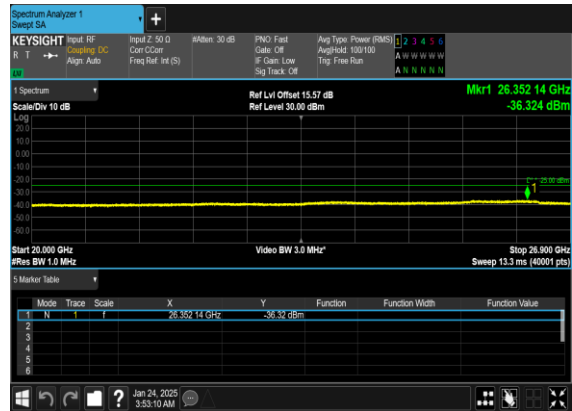 Spectrum Analyzer 1
Swept SA
+
KEYSIGHT Input: RF Input Z: 50 Ω #Atten: 30 dB PNO: Fast Avg Type: Power (RMS) 1 2 3 4 5 6
R T Coupling: DC Corr CCorr Gate: Off Avg|Hold: 100/100 A W W W W W
Align: Auto Freq Ref: Int (S) IF Gain: Low Trig: Free Run
Sig Track: Off A N N N N N
1 Spectrum Ref Lvl Offset 15.57 dB Mkr1 26.352 14 GHz
Scale/Div 10 dB Ref Level 30.00 dBm -36.324 dBm
Log
20.0
10.0
0.00
-10.0
-20.0
-25.00 dBm
-30.0
1
-40.0
-50.0
-60.0
Start 20.000 GHz Video BW 3.0 MHz* Stop 26.900 GHz
#Res BW 1.0 MHz Sweep 13.3 ms (40001 pts)
5 Marker Table
Mode Trace Scale X Y Function Function Width Function Value
1 N 1 f 26.352 14 GHz -36.32 dBm
2
3
4
5
6
? Jan 24, 2025
3:53:10 AM